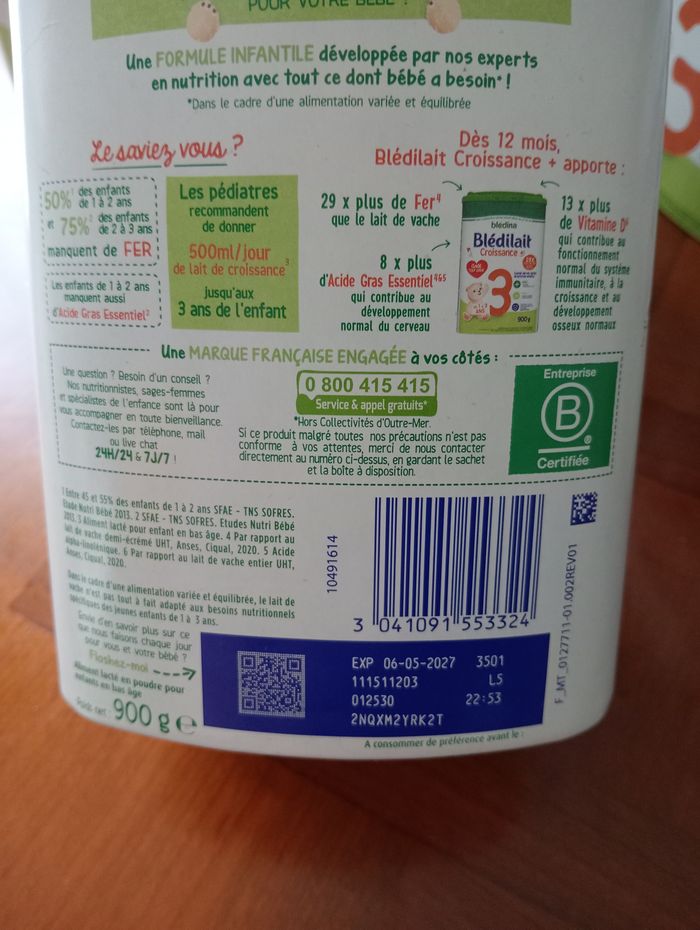 POUR VOTRE BÉBÉ !
Une FORMULE INFANTILE développée par nos experts
en nutrition avec tout ce dont bébé a besoin* !
*Dans le cadre d'une alimentation variée et équilibrée
Le saviez vous ?
50%¹ des enfants
de 1 à 2 ans
et 75%² des enfants
de 2 à 3 ans
manquent de FER
Les enfants de 1 à 2 ans
manquent aussi
d'Acide Gras Essentiel²
Les pédiatres
recommandent
de donner
500ml/jour
de lait de croissance³
jusqu'aux
3 ans de l'enfant
Dès 12 mois,
Blédilait Croissance + apporte :
29 x plus de Fer⁴
que le lait de vache
8 x plus
d'Acide Gras Essentiel⁴⁶⁵
qui contribue au
développement
normal du cerveau
blédina
Blédilait
Croissance +
3
900g
13 x plus
de Vitamine D⁶
qui contribue au
fonctionnement
normal du système
immunitaire, à la
croissance et au
développement
osseux normaux
Une MARQUE FRANÇAISE ENGAGÉE à vos côtés :
Une question ? Besoin d'un conseil ?
Nos nutritionnistes, sages-femmes
et spécialistes de l'enfance sont là pour
vous accompagner en toute bienveillance.
Contactez-les par téléphone, mail
ou live chat
24H/24 & 7J/7 !
0 800 415 415
Service & appel gratuits*
*Hors Collectivités d'Outre-Mer.
Si ce produit malgré toutes nos précautions n'est pas
conforme à vos attentes, merci de nous contacter
directement au numéro ci-dessus, en gardant le sachet
et la boîte à disposition.
Entreprise
B
®
Certifiée
1 Entre 45 et 55% des enfants de 1 à 2 ans SFAE - TNS SOFRES.
Etude Nutri Bébé 2013. 2 SFAE - TNS SOFRES. Etudes Nutri Bébé
2013. 3 Aliment lacté pour enfant en bas âge. 4 Par rapport au
lait de vache demi-écrémé UHT, Anses, Ciqual, 2020. 5 Acide
alpha-linolénique. 6 Par rapport au lait de vache entier UHT,
Anses, Ciqual, 2020.
Dans le cadre d'une alimentation variée et équilibrée, le lait de
vache n'est pas tout à fait adapté aux besoins nutritionnels
spécifiques des jeunes enfants de 1 à 3 ans.
Envie d'en savoir plus sur ce
que nous faisons chaque jour
pour vous et votre bébé ?
Flashez-moi
Aliment lacté en poudre pour
enfants en bas âge
Poids net : 900 g e
10491614
3 041091 553324
F_MT_0127711-01.002REV01
EXP 06-05-2027 3501
111511203 LS
012530 22:53
2NQXM2YRK2T
A consommer de préférence avant le :